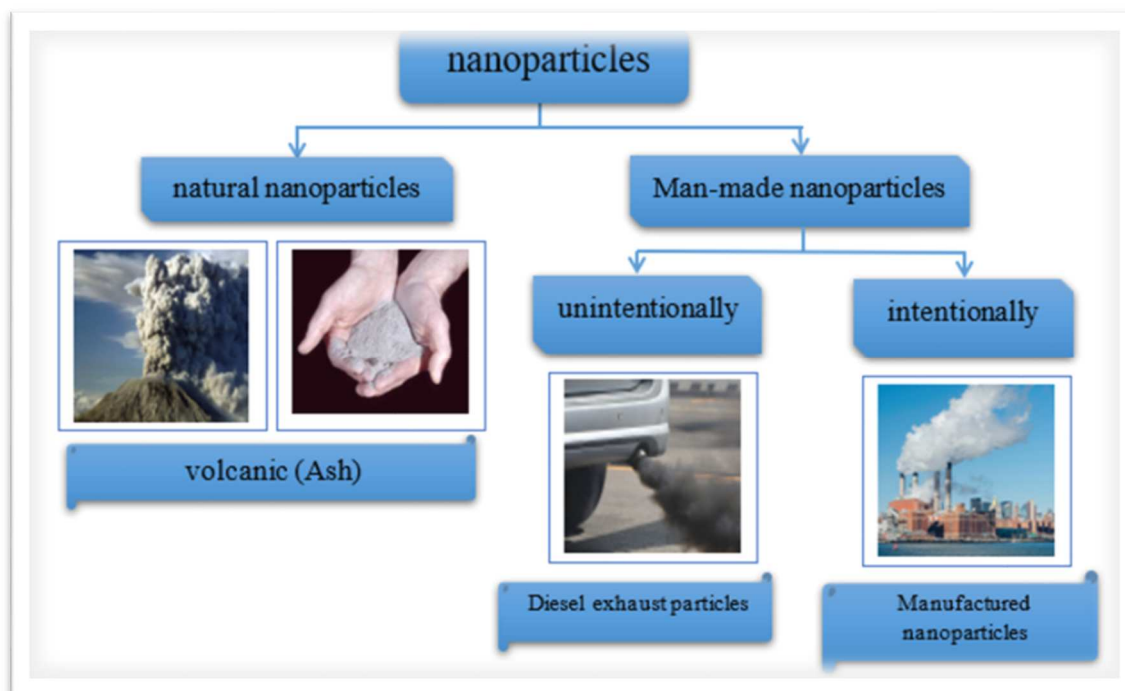 nanoparticles
natural nanoparticles
Man-made nanoparticles
unintentionally
intentionally
volcanic (Ash)
Diesel exhaust particles
Manufactured
nanoparticles